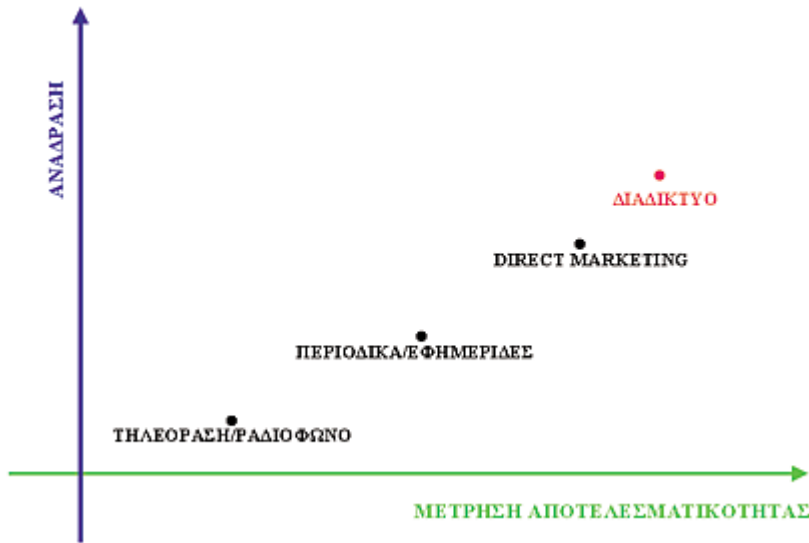 ΑΝΑΔΡΑΣΗ
ΔΙΑΔΙΚΤΥΟ
DIRECT MARKETING
ΠΕΡΙΟΔΙΚΑ/ΕΦΗΜΕΡΙΔΕΣ
ΤΗΛΕΟΡΑΣΗ/ΡΑΔΙΟΦΩΝΟ
ΜΕΤΡΗΣΗ ΑΠΟΤΕΛΕΣΜΑΤΙΚΟΤΗΤΑΣ